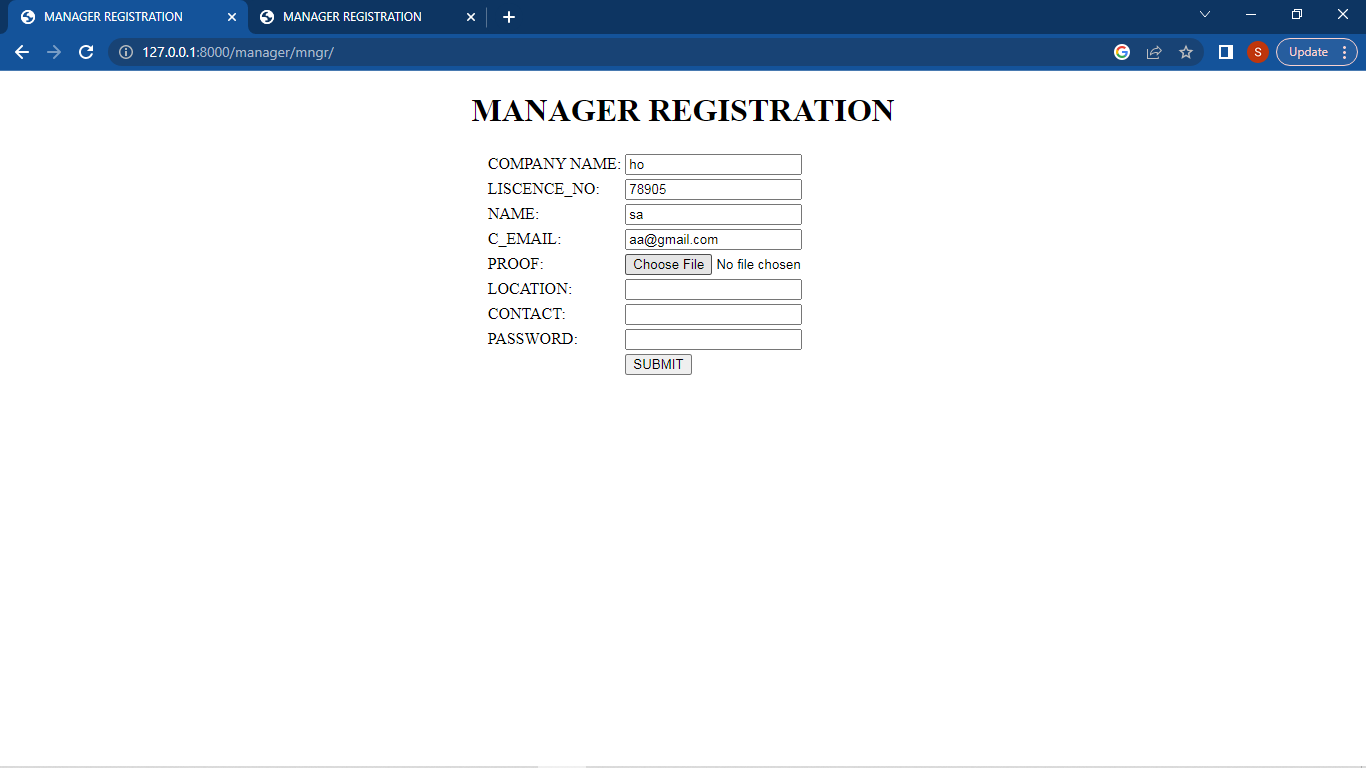 MANAGER REGISTRATION
MANAGER REGISTRATION
127.0.0.1:8000/manager/mngr/
S
Update
MANAGER REGISTRATION
COMPANY NAME: ho
LISCENCE_NO: 78905
NAME: sa
C_EMAIL: aa@gmail.com
PROOF: Choose File No file chosen
LOCATION:
CONTACT:
PASSWORD:
SUBMIT